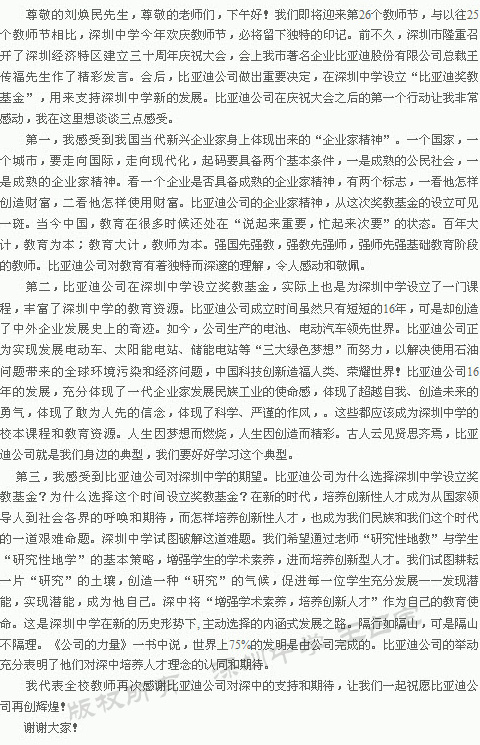 尊敬的刘焕民先生，尊敬的老师们，下午好！我们即将迎来第26个教师节，与以往25
个教师节相比，深圳中学今年欢庆教师节，必将留下独特的印记。前不久，深圳市隆重召
开了深圳经济特区建立三十周年庆祝大会，会上我市著名企业比亚迪股份有限公司总裁王
传福先生作了精彩发言。会后，比亚迪公司做出重要决定，在深圳中学设立“比亚迪奖教
基金”，用来支持深圳中学新的发展。比亚迪公司在庆祝大会之后的第一个行动让我非常
感动，我在这里想谈谈三点感受。
第一，我感受到我国当代新兴企业家身上体现出来的“企业家精神”。一个国家，一
个城市，要走向国际，走向现代化，起码要具备两个基本条件，一是成熟的公民社会，一
是成熟的企业家精神。看一个企业是否具备成熟的企业家精神，有两个标志，一看他怎样
创造财富，二看他怎样使用财富。比亚迪公司的企业家精神，从这次奖教基金的设立可见
一斑。当今中国，教育在很多时候还处在“说起来重要，忙起来次要”的状态。百年大
计，教育为本；教育大计，教师为本。强国先强教，强教先强师，强师先强基础教育阶段
的教师。比亚迪公司对教育有着独特而深邃的理解，令人感动和敬佩。
第二，比亚迪公司在深圳中学设立奖教基金，实际上也是为深圳中学设立了一门课
程，丰富了深圳中学的教育资源。比亚迪公司成立时间虽然只有短短的16年，可是却创造
了中外企业发展史上的奇迹。如今，公司生产的电池、电动汽车领先世界。比亚迪公司正
为实现发展电动车、太阳能电站、储能电站等“三大绿色梦想”而努力，以解决使用石油
问题带来的全球环境污染和经济问题，中国科技创新造福人类、荣耀世界！比亚迪公司16
年的发展，充分体现了一代企业家发展民族工业的使命感，体现了超越自我、创造未来的
勇气，体现了敢为人先的信念，体现了科学、严谨的作风，。这些都应该成为深圳中学的
校本课程和教育资源。人生因梦想而燃烧，人生因创造而精彩。古人云见贤思齐焉，比亚
迪公司就是我们身边的典型，我们要好好学习这个典型。
第三，我感受到比亚迪公司对深圳中学的期望。比亚迪公司为什么选择深圳中学设立奖
教基金？为什么选择这个时间设立奖教基金？在新的时代，培养创新性人才成为从国家领
导人到社会各界的呼唤和期待，而怎样培养创新性人才，也成为我们民族和我们这个时代
的一道艰难命题。深圳中学试图破解这道难题。我们希望通过老师“研究性地教”与学生
“研究性地学”的基本策略，增强学生的学术素养，进而培养创新型人才。我们试图耕耘
一片“研究”的土壤，创造一种“研究”的气候，促进每一位学生充分发展——发现潜
能，实现潜能，成为他自己。深中将“增强学术素养，培养创新人才”作为自己的教育使
命。这是深圳中学在新的历史形势下，主动选择的内涵式发展之路。隔行如隔山，可是隔山
不隔理。《公司的力量》一书中说，世界上75%的发明是由公司完成的。比亚迪公司的举动
充分表明了他们对深中培养人才理念的认同和期待。
我代表全校教师再次感谢比亚迪公司对深中的支持和期待，让我们一起祝愿比亚迪公
司再创辉煌！
谢谢大家！